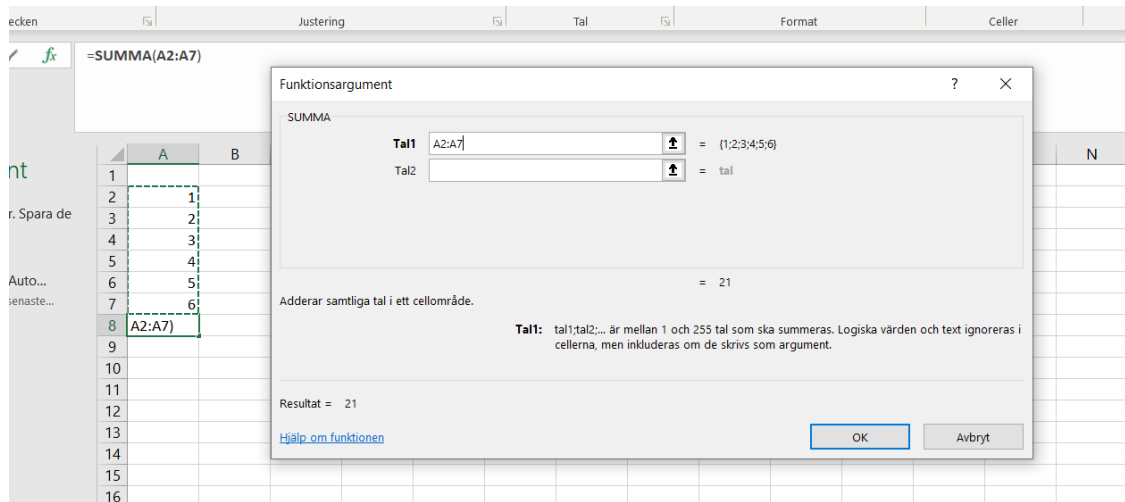 ecken Justering Tal Format Celler
fx =SUMMA(A2:A7)
Funktionsargument ? ×
SUMMA
Tal1 A2:A7 = {1;2;3;4;5;6}
Tal2 = tal
= 21
Adderar samtliga tal i ett cellområde.
Tal1: tal1;tal2;... är mellan 1 och 255 tal som ska summeras. Logiska värden och text ignoreras i
cellerna, men inkluderas om de skrivs som argument.
Resultat = 21
Hjälp om funktionen OK Avbryt
A B N
nt
r. Spara de
Auto...
senaste...
1
2 1
3 2
4 3
5 4
6 5
7 6
8 A2:A7)
9
10
11
12
13
14
15
16